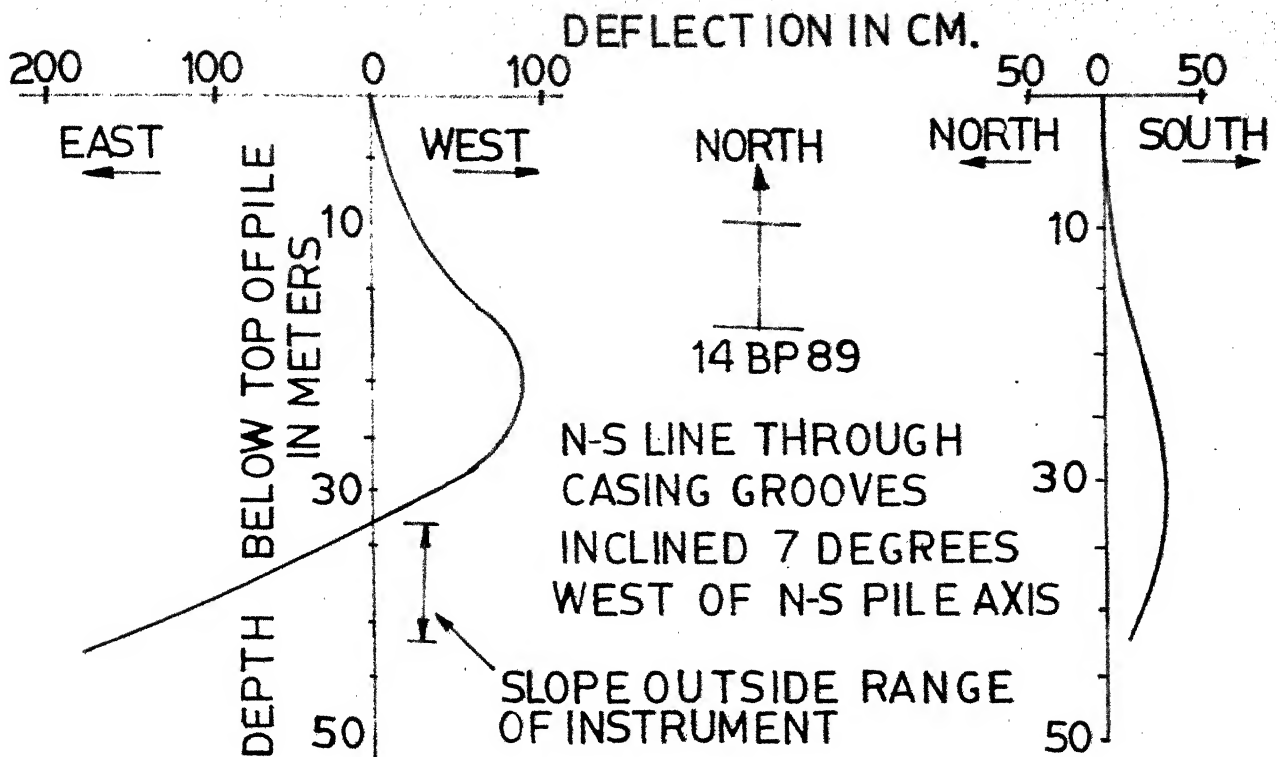 DEFLECTION IN CM.
200 100 0 100
50 0 50
EAST WEST
NORTH
NORTH SOUTH
DEPTH BELOW TOP OF PILE
IN METERS
10
30
50
14 BP 89
N-S LINE THROUGH
CASING GROOVES
INCLINED 7 DEGREES
WEST OF N-S PILE AXIS
SLOPE OUTSIDE RANGE
OF INSTRUMENT
10
30
50